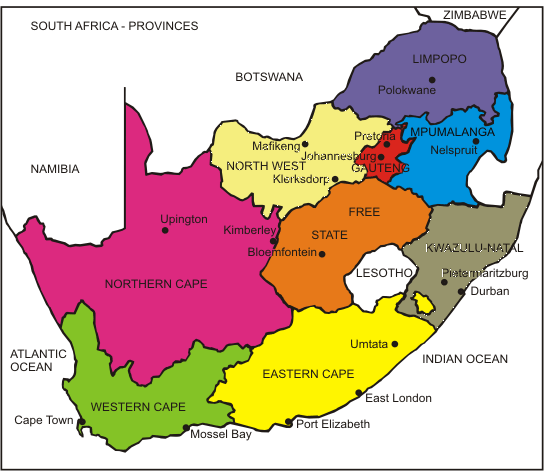 ZIMBABWE
SOUTH AFRICA - PROVINCES
LIMPOPO
BOTSWANA
Polokwane
Pretoria
MPUMALANGA
Mafikeng
Johannesburg
Nelspruit
NAMIBIA
NORTH WEST
GAUTENG
Klerksdorp
FREE
STATE
Upington
Kimberley
Bloemfontein
KWAZULU-NATAL
LESOTHO
Pietermaritzburg
NORTHERN CAPE
Durban
Umtata
ATLANTIC
OCEAN
INDIAN OCEAN
EASTERN CAPE
WESTERN CAPE
East London
Cape Town
Port Elizabeth
Mossel Bay